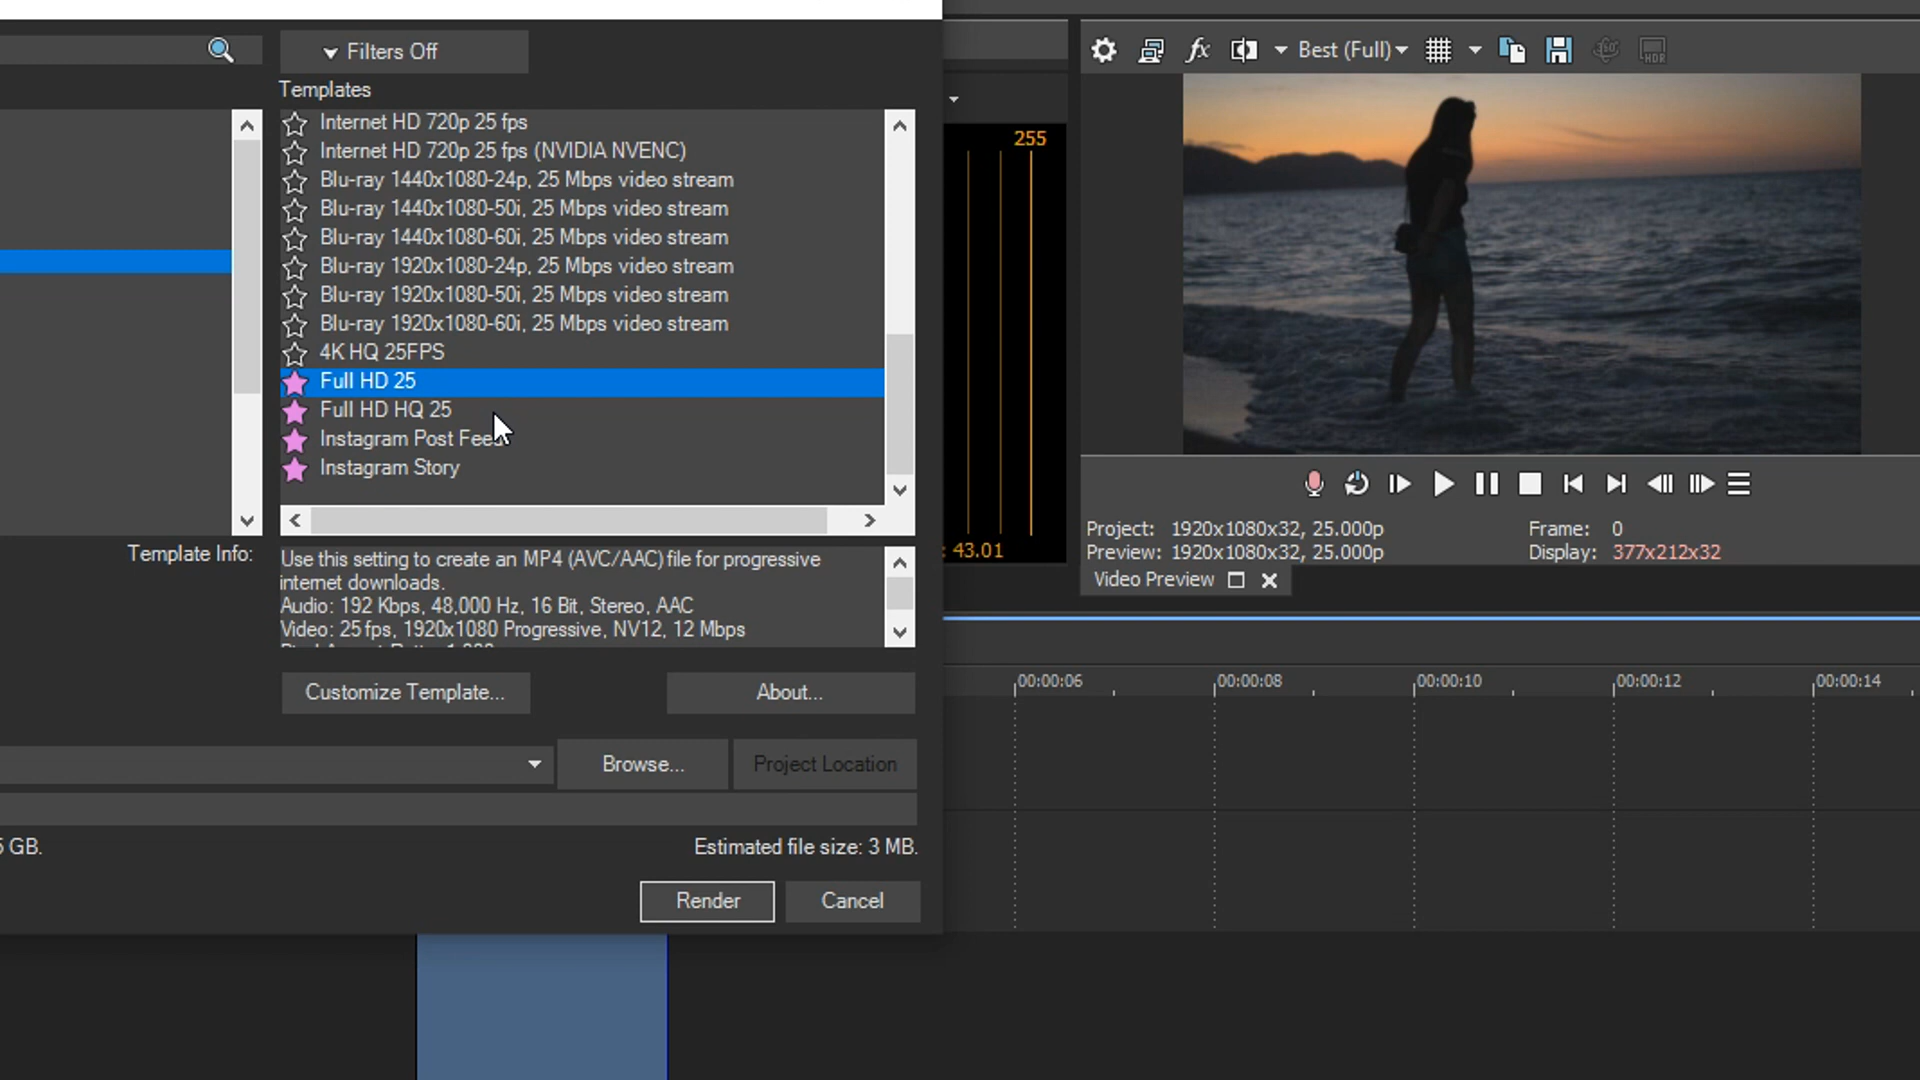 Filters Off
Templates
Internet HD 720p 25 fps
Internet HD 720p 25 fps (NVIDIA NVENC)
Blu-ray 1440x1080-24p, 25 Mbps video stream
Blu-ray 1440x1080-50i, 25 Mbps video stream
Blu-ray 1440x1080-60i, 25 Mbps video stream
Blu-ray 1920x1080-24p, 25 Mbps video stream
Blu-ray 1920x1080-50i, 25 Mbps video stream
Blu-ray 1920x1080-60i, 25 Mbps video stream
4K HQ 25FPS
Full HD 25
Full HD HQ 25
Instagram Post Feed
Instagram Story
Template Info:
Use this setting to create an MP4 (AVC/AAC) file for progressive
internet downloads.
Audio: 192 Kbps, 48,000 Hz, 16 Bit, Stereo, AAC
Video: 25 fps, 1920x1080 Progressive, NV12, 12 Mbps
Customize Template...
About...
Browse...
Project Location
GB.
Estimated file size: 3 MB.
Render
Cancel
255
: 43.01
fx
Best (Full)
360
HDR
Project: 1920x1080x32, 25.000p
Frame: 0
Preview: 1920x1080x32, 25.000p
Display: 377x212x32
Video Preview
00:00:06
00:00:08
00:00:10
00:00:12
00:00:14